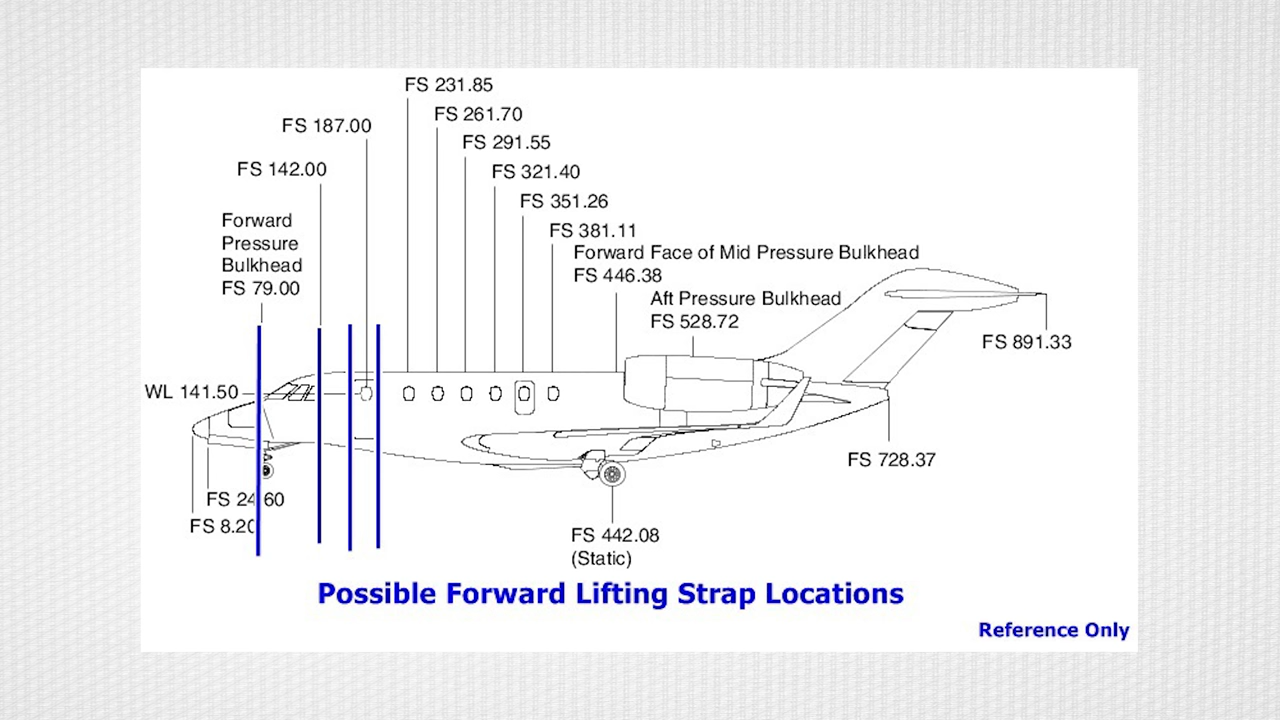 FS 231.85
FS 261.70
FS 187.00
FS 291.55
FS 142.00
FS 321.40
FS 351.26
Forward
Pressure
Bulkhead
FS 79.00
FS 381.11
Forward Face of Mid Pressure Bulkhead
FS 446.38
Aft Pressure Bulkhead
FS 528.72
FS 891.33
WL 141.50
FS 728.37
FS 24.60
FS 8.20
FS 442.08
(Static)
Possible Forward Lifting Strap Locations
Reference Only